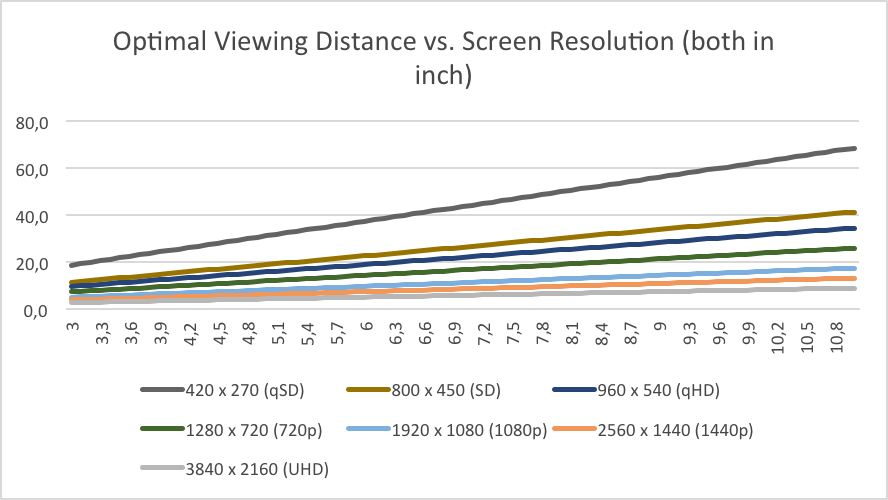 Optimal Viewing Distance vs. Screen Resolution (both in
inch)
80,0
60,0
40,0
20,0
0,0
3 3,3 3,6 3,9 4,2 4,5 4,8 5,1 5,4 5,7 6 6,3 6,6 6,9 7,2 7,5 7,8 8,1 8,4 8,7 9 9,3 9,6 9,9 10,2 10,5 10,8
420 x 270 (qSD) 800 x 450 (SD) 960 x 540 (qHD)
1280 x 720 (720p) 1920 x 1080 (1080p) 2560 x 1440 (1440p)
3840 x 2160 (UHD)